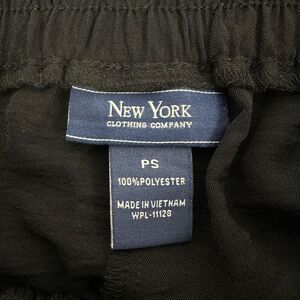 NEW YORK
CLOTHING COMPANY
PS
100%POLYESTER
MADE IN VIETNAM
WPL-11128